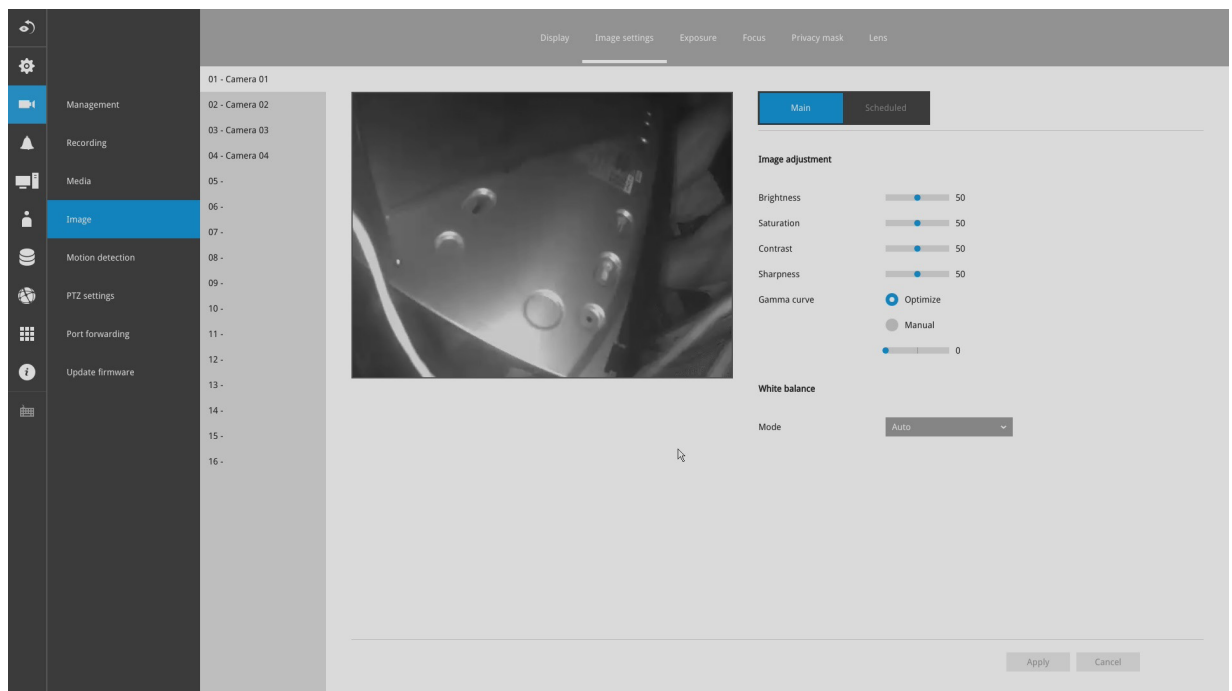 Display Image settings Exposure Focus Privacy mask Lens
Management
Recording
Media
Image
Motion detection
PTZ settings
Port forwarding
Update firmware
01 - Camera 01
02 - Camera 02
03 - Camera 03
04 - Camera 04
05 -
06 -
07 -
08 -
09 -
10 -
11 -
12 -
13 -
14 -
15 -
16 -
Main Scheduled
Image adjustment
Brightness 50
Saturation 50
Contrast 50
Sharpness 50
Gamma curve Optimize
Manual
0
White balance
Mode Auto
Apply Cancel